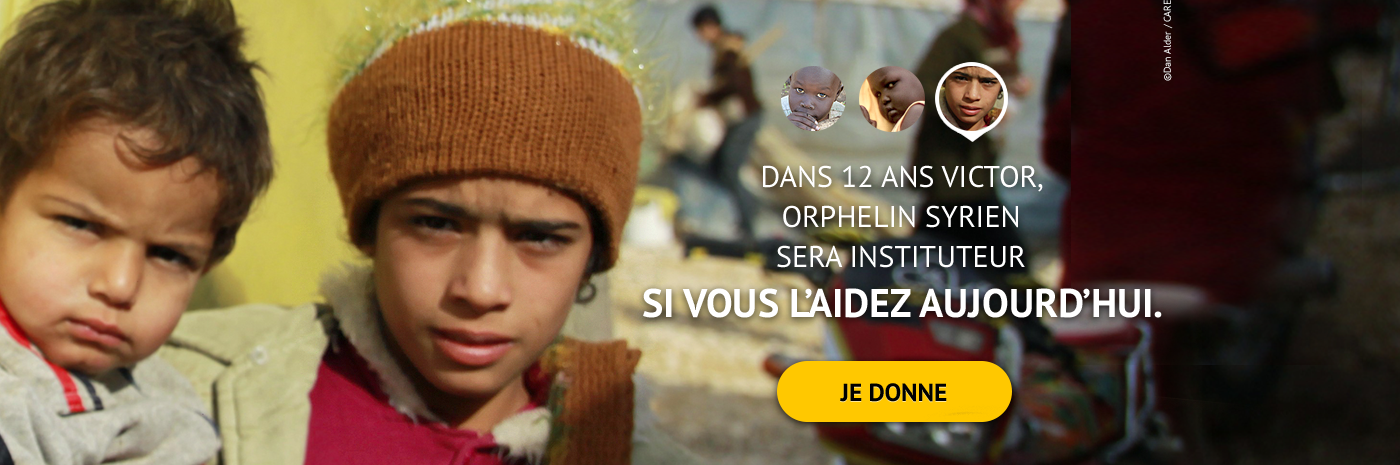 ©Dan Alder / CARE
DANS 12 ANS VICTOR,
ORPHELIN SYRIEN
SERA INSTITUTEUR
SI VOUS L'AIDEZ AUJOURD'HUI.
JE DONNE